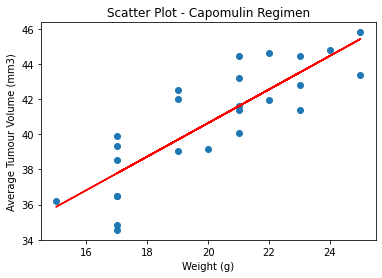 Scatter Plot - Capomulin Regimen
46
44
42
40
38
36
34
Average Tumour Volume (mm3)
16 18 20 22 24
Weight (g)